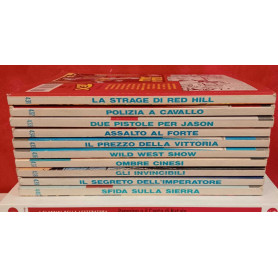 LA STRAGE DI RED HILL
POLIZIA A CAVALLO
DUE PISTOLE PER JASON
ASSALTO AL FORTE
IL PREZZO DELLA VITTORIA
WILD WEST SHOW
OMBRE CINESI
GLI INVINCIBILI
IL SEGRETO DELL'IMPERATORE
SFIDA SULLA SIERRA